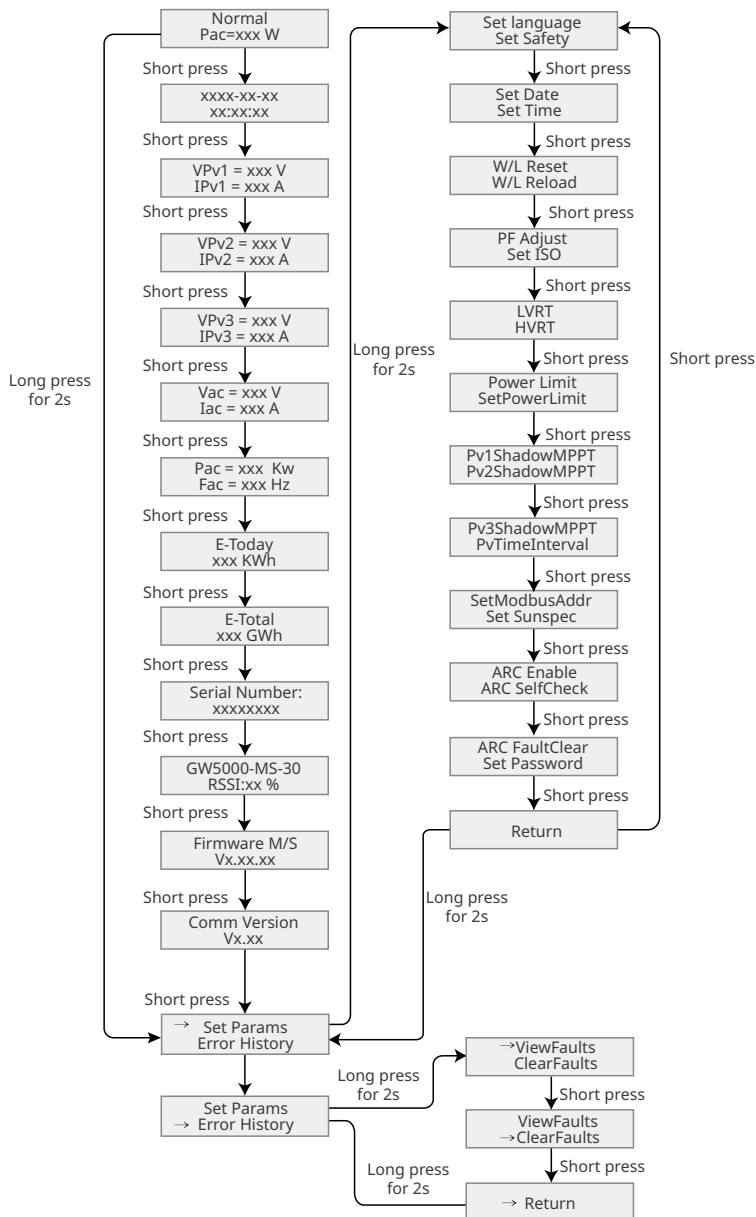 Normal
Pac=xxx W
Short press
xxxx-xx-xx
xx:xx:xx
Short press
VPv1 = xxx V
IPv1 = xxx A
Short press
VPv2 = xxx V
IPv2 = xxx A
Short press
VPv3 = xxx V
IPv3 = xxx A
Short press
Vac = xxx V
Iac = xxx A
Short press
Pac = xxx Kw
Fac = xxx Hz
Short press
E-Today
xxx KWh
Short press
E-Total
xxx GWh
Short press
Serial Number:
xxxxxxxx
Short press
GW5000-MS-30
RSSI:xx %
Short press
Firmware M/S
Vx.xx.xx
Short press
Comm Version
Vx.xx
Short press
→ Set Params
Error History
Set Params
→ Error History
Long press
for 2s
Long press
for 2s
Set language
Set Safety
Short press
Set Date
Set Time
Short press
W/L Reset
W/L Reload
Short press
PF Adjust
Set ISO
Short press
LVRT
HVRT
Short press
Power Limit
SetPowerLimit
Short press
Pv1ShadowMPPT
Pv2ShadowMPPT
Short press
Pv3ShadowMPPT
PvTimeInterval
Short press
SetModbusAddr
Set Sunspec
Short press
ARC Enable
ARC SelfCheck
Short press
ARC FaultClear
Set Password
Short press
Return
Short press
Long press
for 2s
Long press
for 2s
→ViewFaults
ClearFaults
Short press
ViewFaults
→ClearFaults
Short press
→ Return
Long press
for 2s